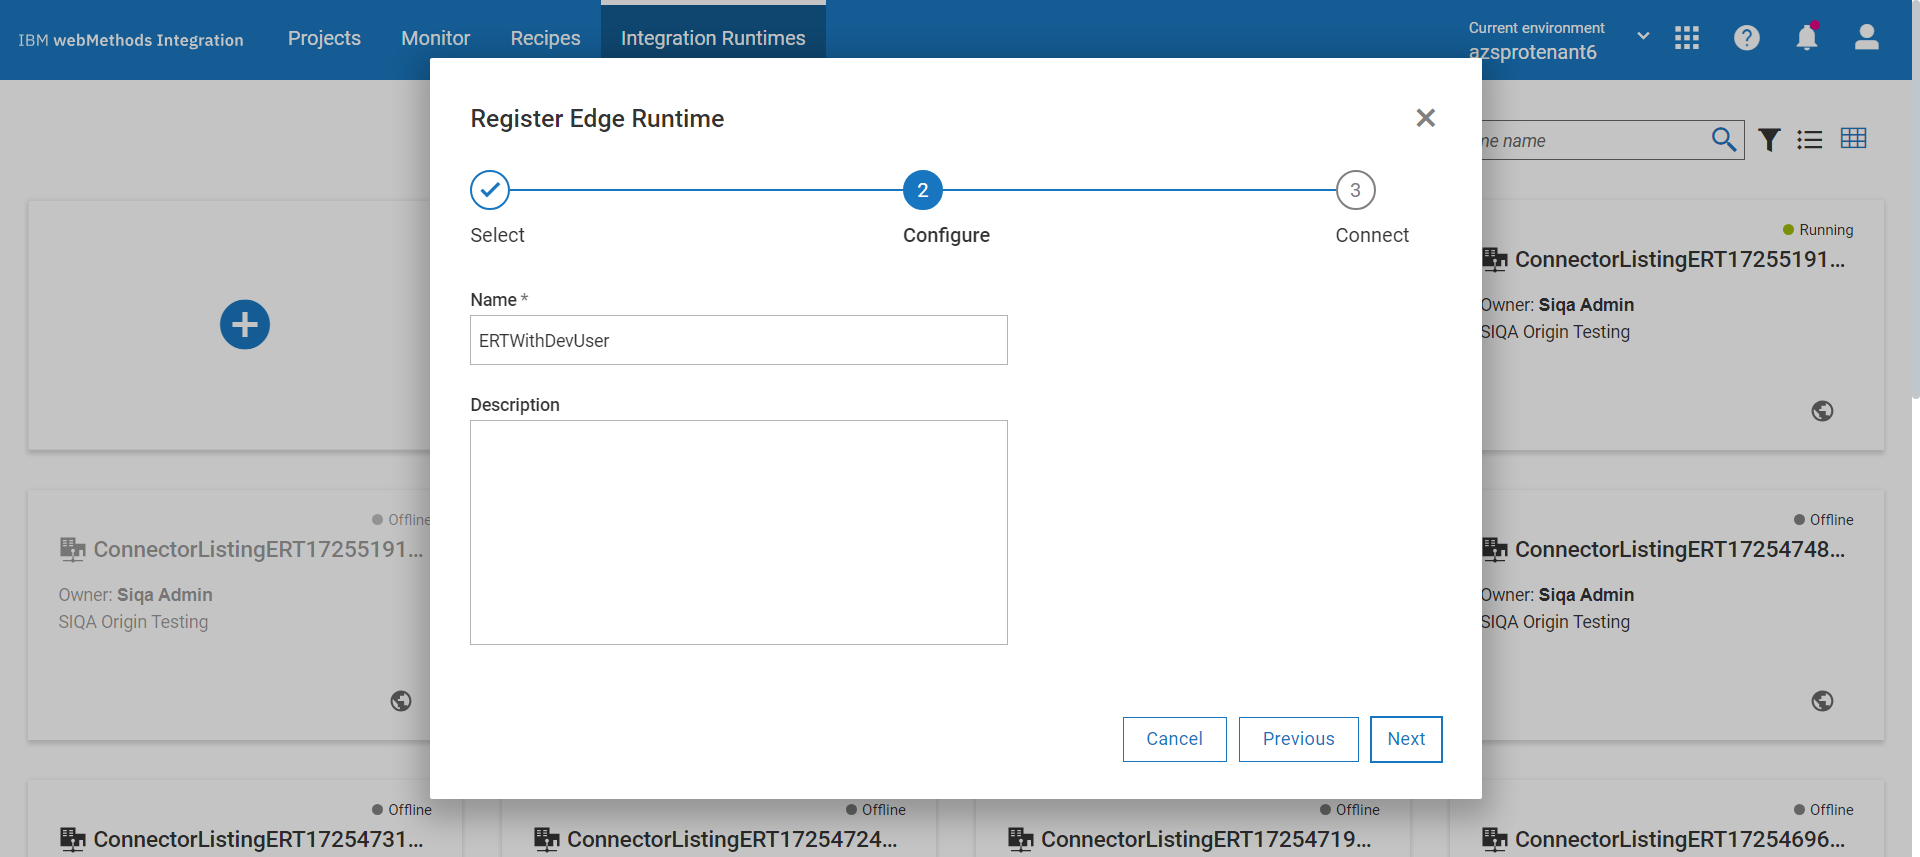 IBM webMethods Integration
Projects
Monitor
Recipes
Integration Runtimes
Current environment
azsprotenant6
Register Edge Runtime
me name
2
3
Select
Configure
Connect
Name *
ERTWithDevUser
Description
Cancel
Previous
Next
Running
ConnectorListingERT17255191...
Owner: Siqa Admin
SIQA Origin Testing
Offline
ConnectorListingERT17255191...
Owner: Siqa Admin
SIQA Origin Testing
Offline
ConnectorListingERT17254748...
Owner: Siqa Admin
SIQA Origin Testing
Offline
ConnectorListingERT17254731...
Offline
ConnectorListingERT17254724...
Offline
ConnectorListingERT17254719...
Offline
ConnectorListingERT17254696...